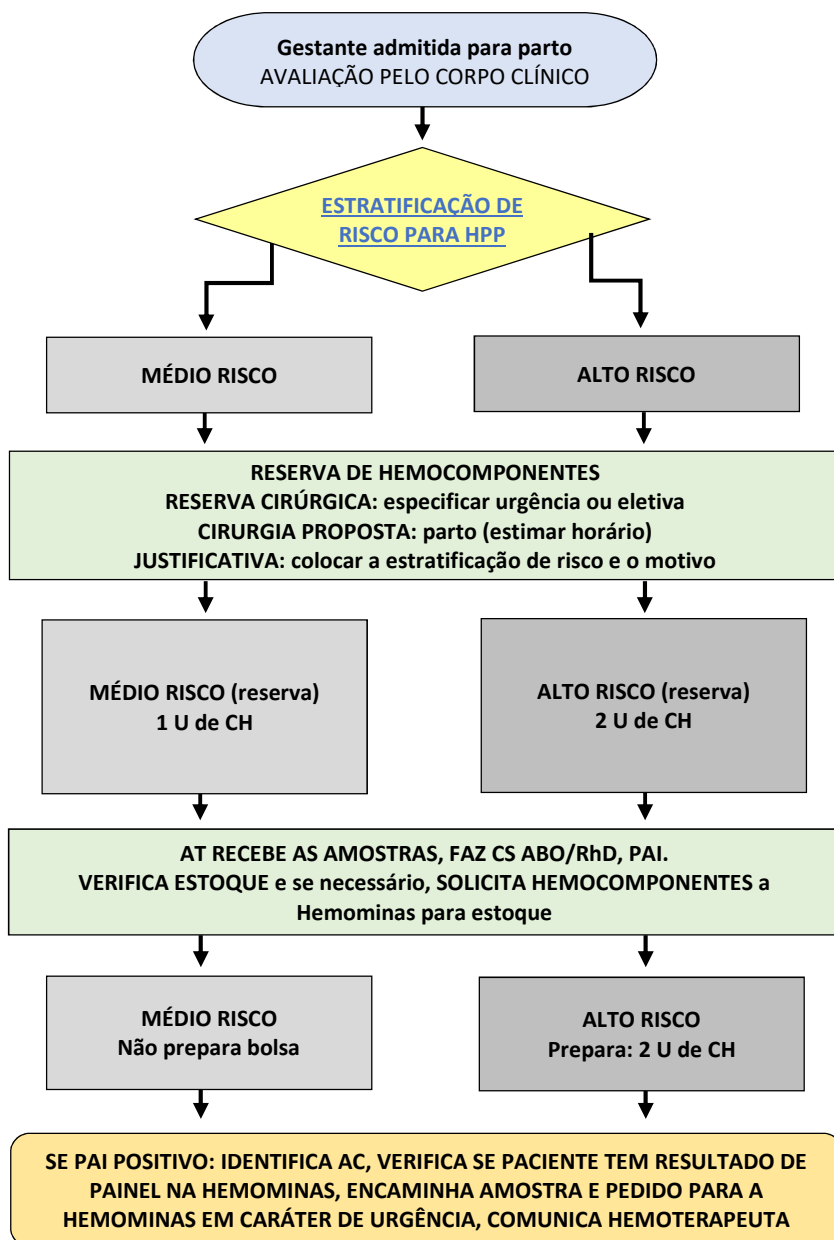 Gestante admitida para parto
AVALIAÇÃO PELO CORPO CLÍNICO
ESTRATIFICAÇÃO DE
RISCO PARA HPP
MÉDIO RISCO
ALTO RISCO
RESERVA DE HEMOCOMPONENTES
RESERVA CIRÚRGICA: especificar urgência ou eletiva
CIRURGIA PROPOSTA: parto (estimar horário)
JUSTIFICATIVA: colocar a estratificação de risco e o motivo
MÉDIO RISCO (reserva)
1 U de CH
ALTO RISCO (reserva)
2 U de CH
AT RECEBE AS AMOSTRAS, FAZ CS ABO/RhD, PAI.
VERIFICA ESTOQUE e se necessário, SOLICITA HEMOCOMPONENTES a
Hemominas para estoque
MÉDIO RISCO
Não prepara bolsa
ALTO RISCO
Prepara: 2 U de CH
SE PAI POSITIVO: IDENTIFICA AC, VERIFICA SE PACIENTE TEM RESULTADO DE
PAINEL NA HEMOMINAS, ENCAMINHA AMOSTRA E PEDIDO PARA A
HEMOMINAS EM CARÁTER DE URGÊNCIA, COMUNICA HEMOTERAPEUTA